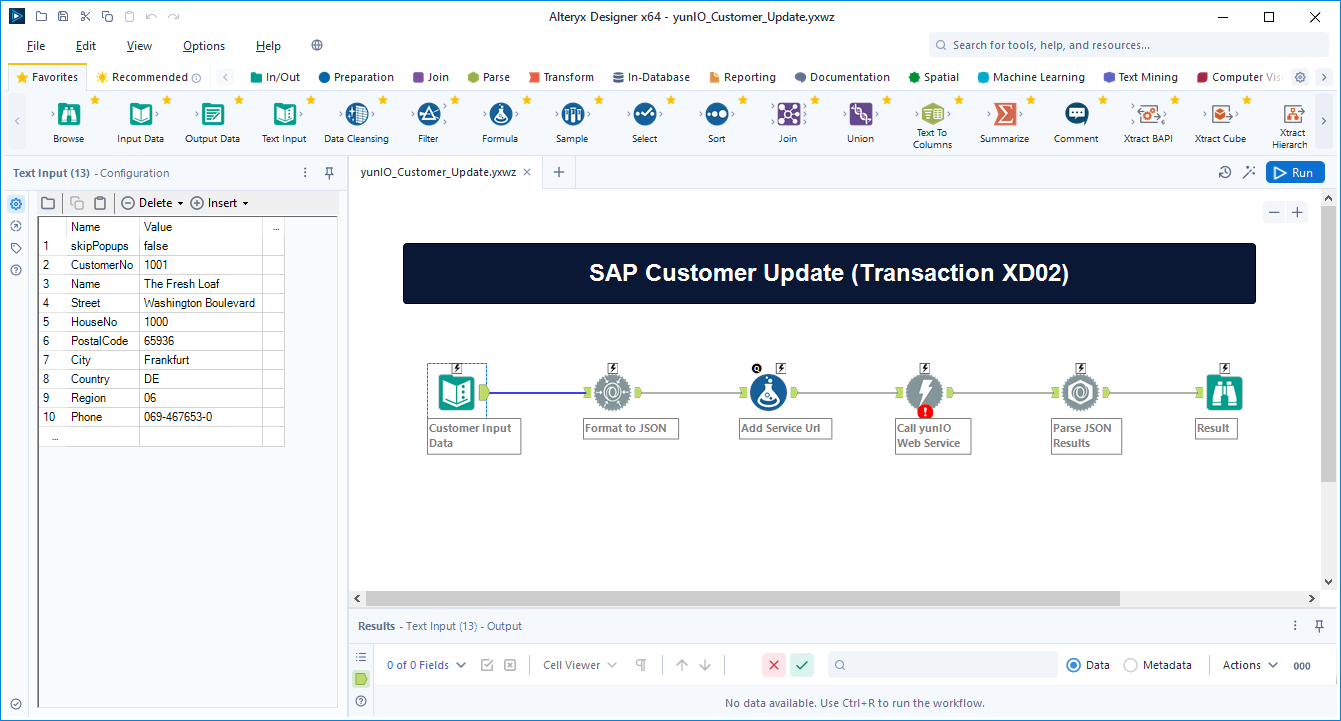 Alteryx Designer x64 - yunIO_Customer_Update.yxwz
File Edit View Options Help
Search for tools, help, and resources...
Favorites Recommended In/Out Preparation Join Parse Transform In-Database Reporting Documentation Spatial Machine Learning Text Mining Computer Vis
Browse Input Data Output Data Text Input Data Cleansing Filter Formula Sample Select Sort Join Union Text To Summarize Comment Xtract BAPI Xtract Cube Xtract
Columns Hierarch
Text Input (13) - Configuration
yunIO_Customer_Update.yxwz
Run
Delete Insert
Name Value ...
1 skipPopups false
2 CustomerNo 1001
3 Name The Fresh Loaf
4 Street Washington Boulevard
5 HouseNo 1000
6 PostalCode 65936
7 City Frankfurt
8 Country DE
9 Region 06
10 Phone 069-467653-0
...
SAP Customer Update (Transaction XD02)
Customer Input
Data
Format to JSON
Add Service Url
Call yunIO
Web Service
Parse JSON
Results
Result
Results - Text Input (13) - Output
0 of 0 Fields Cell Viewer Data Metadata Actions 000
No data available. Use Ctrl+R to run the workflow.